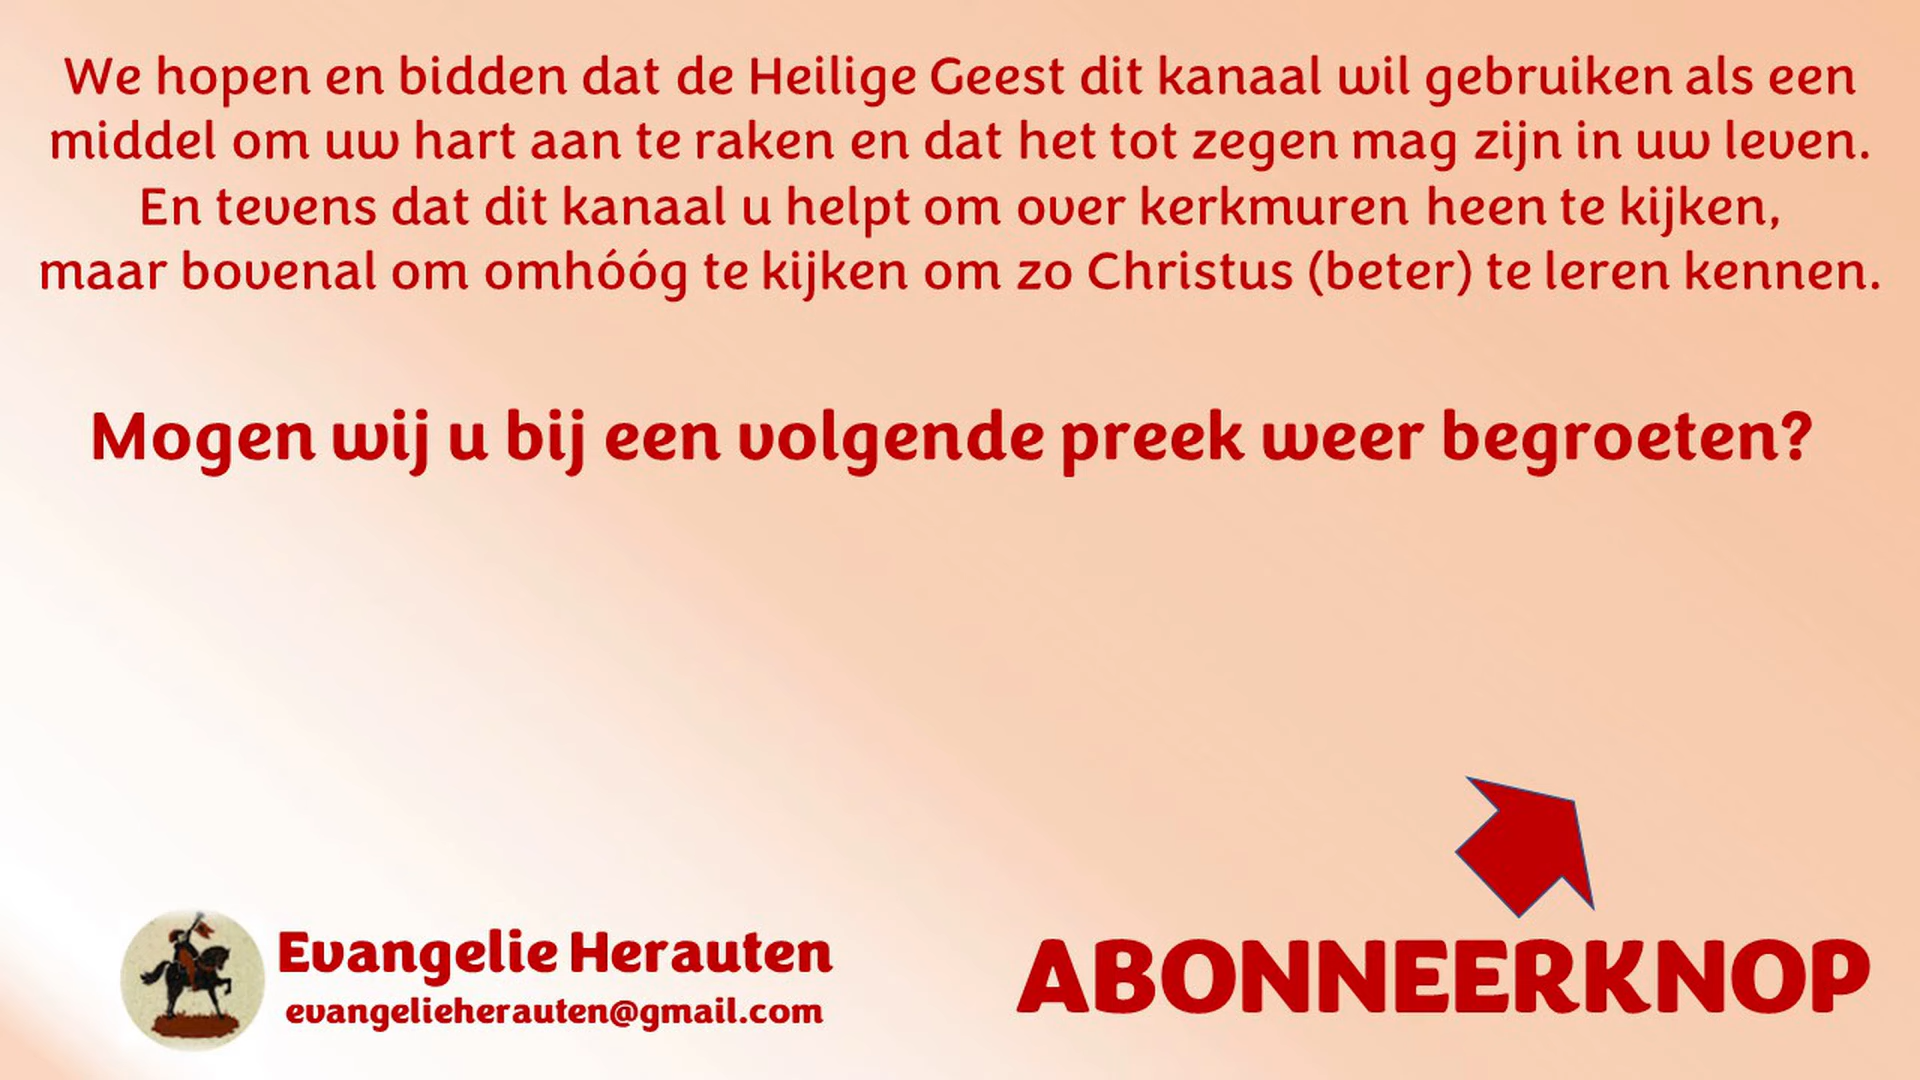 We hopen en bidden dat de Heilige Geest dit kanaal wil gebruiken als een
middel om uw hart aan te raken en dat het tot zegen mag zijn in uw leven.
En tevens dat dit kanaal u helpt om over kerkmuren heen te kijken,
maar bovenal om omhóóg te kijken om zo Christus (beter) te leren kennen.
Mogen wij u bij een volgende preek weer begroeten?
Evangelie Herauten
evangelieherauten@gmail.com
ABONNEERKNOP